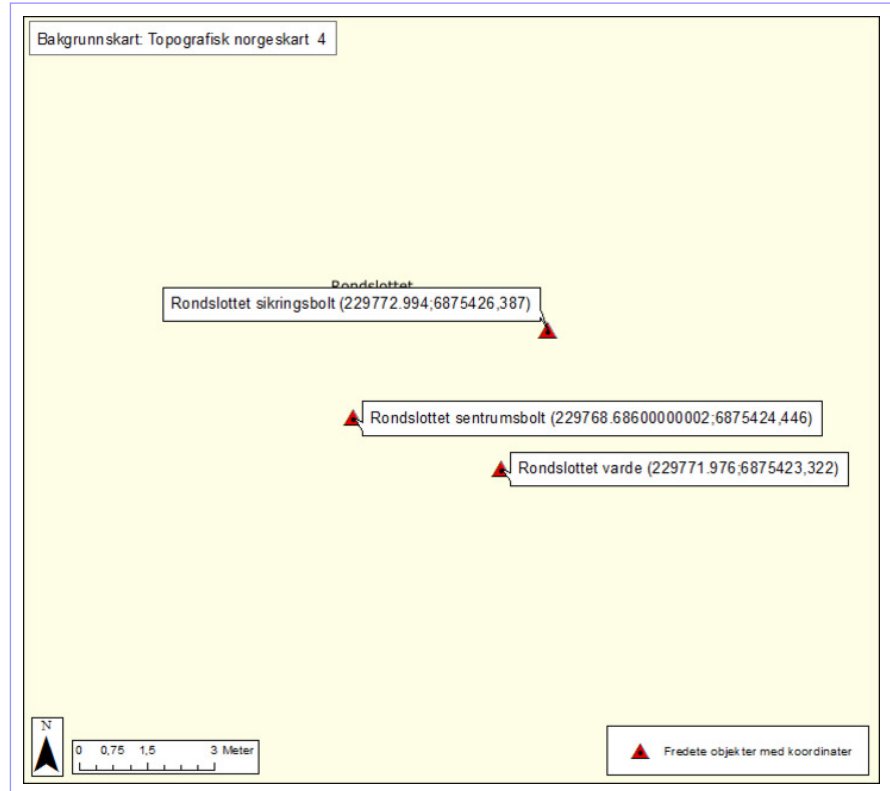 Bakgrunnskart: Topografisk norgeskart 4
Rondslottet
Rondslottet sikringsbolt (229772.994;6875426,387)
Rondslottet sentrumsbolt (229768.68600000002;6875424,446)
Rondslottet varde (229771.976;6875423,322)
N
0 0,75 1,5 3 Meter
Fredete objekter med koordinater